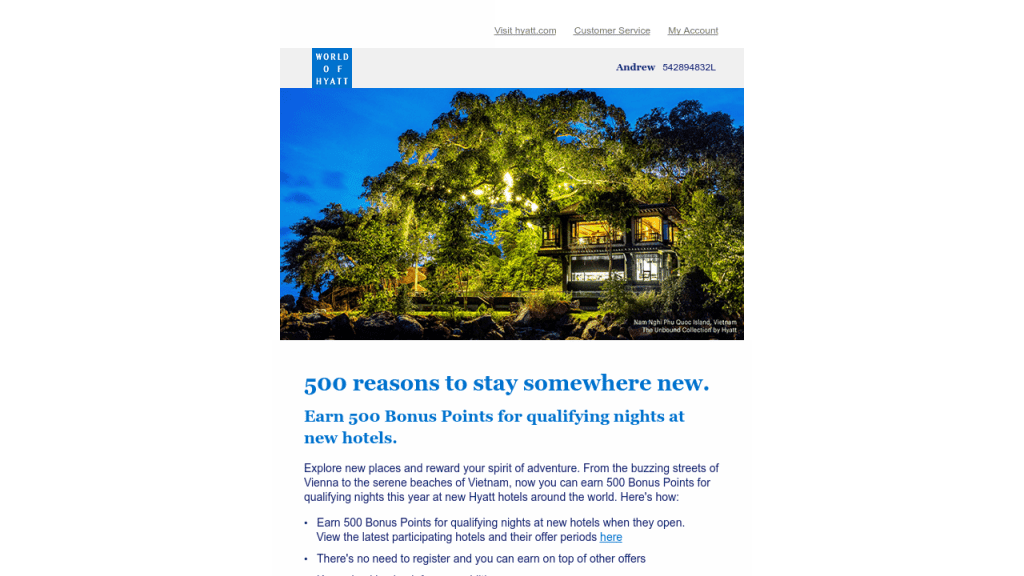 Visit hyatt.com Customer Service My Account
WORLD
OF
HYATT
Andrew 542894832L
Nam Nghi Phu Quoc Island, Vietnam
The Unbound Collection by Hyatt
500 reasons to stay somewhere new.
Earn 500 Bonus Points for qualifying nights at
new hotels.
Explore new places and reward your spirit of adventure. From the buzzing streets of
Vienna to the serene beaches of Vietnam, now you can earn 500 Bonus Points for
qualifying nights this year at new Hyatt hotels around the world. Here's how:
• Earn 500 Bonus Points for qualifying nights at new hotels when they open.
View the latest participating hotels and their offer periods here
• There's no need to register and you can earn on top of other offers